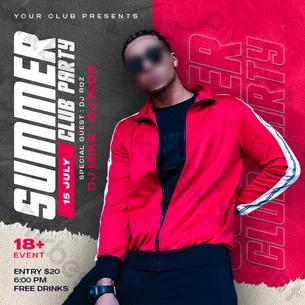 YOUR CLUB PRESENTS
SUMMER
CLUB PARTY
15 JULY
SPECIAL GUEST : DJ ROZ
DJ MIKE - DJ KICK
SUMMER
CLUB PARTY
18+
EVENT
ENTRY $20
6:00 PM
FREE DRINKS